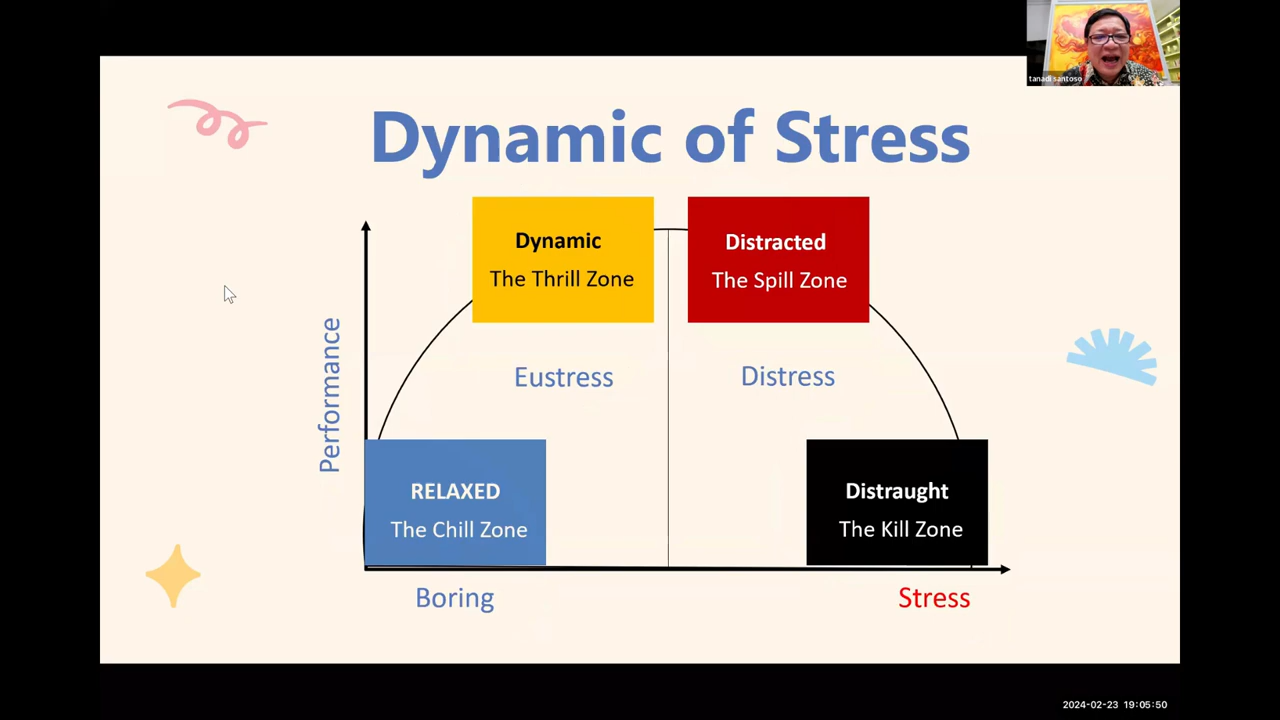 tanadi santoso
Dynamic of Stress
Dynamic
The Thrill Zone
Distracted
The Spill Zone
Performance
Eustress
Distress
RELAXED
The Chill Zone
Distraught
The Kill Zone
Boring
Stress
2024-02-23 19:05:50